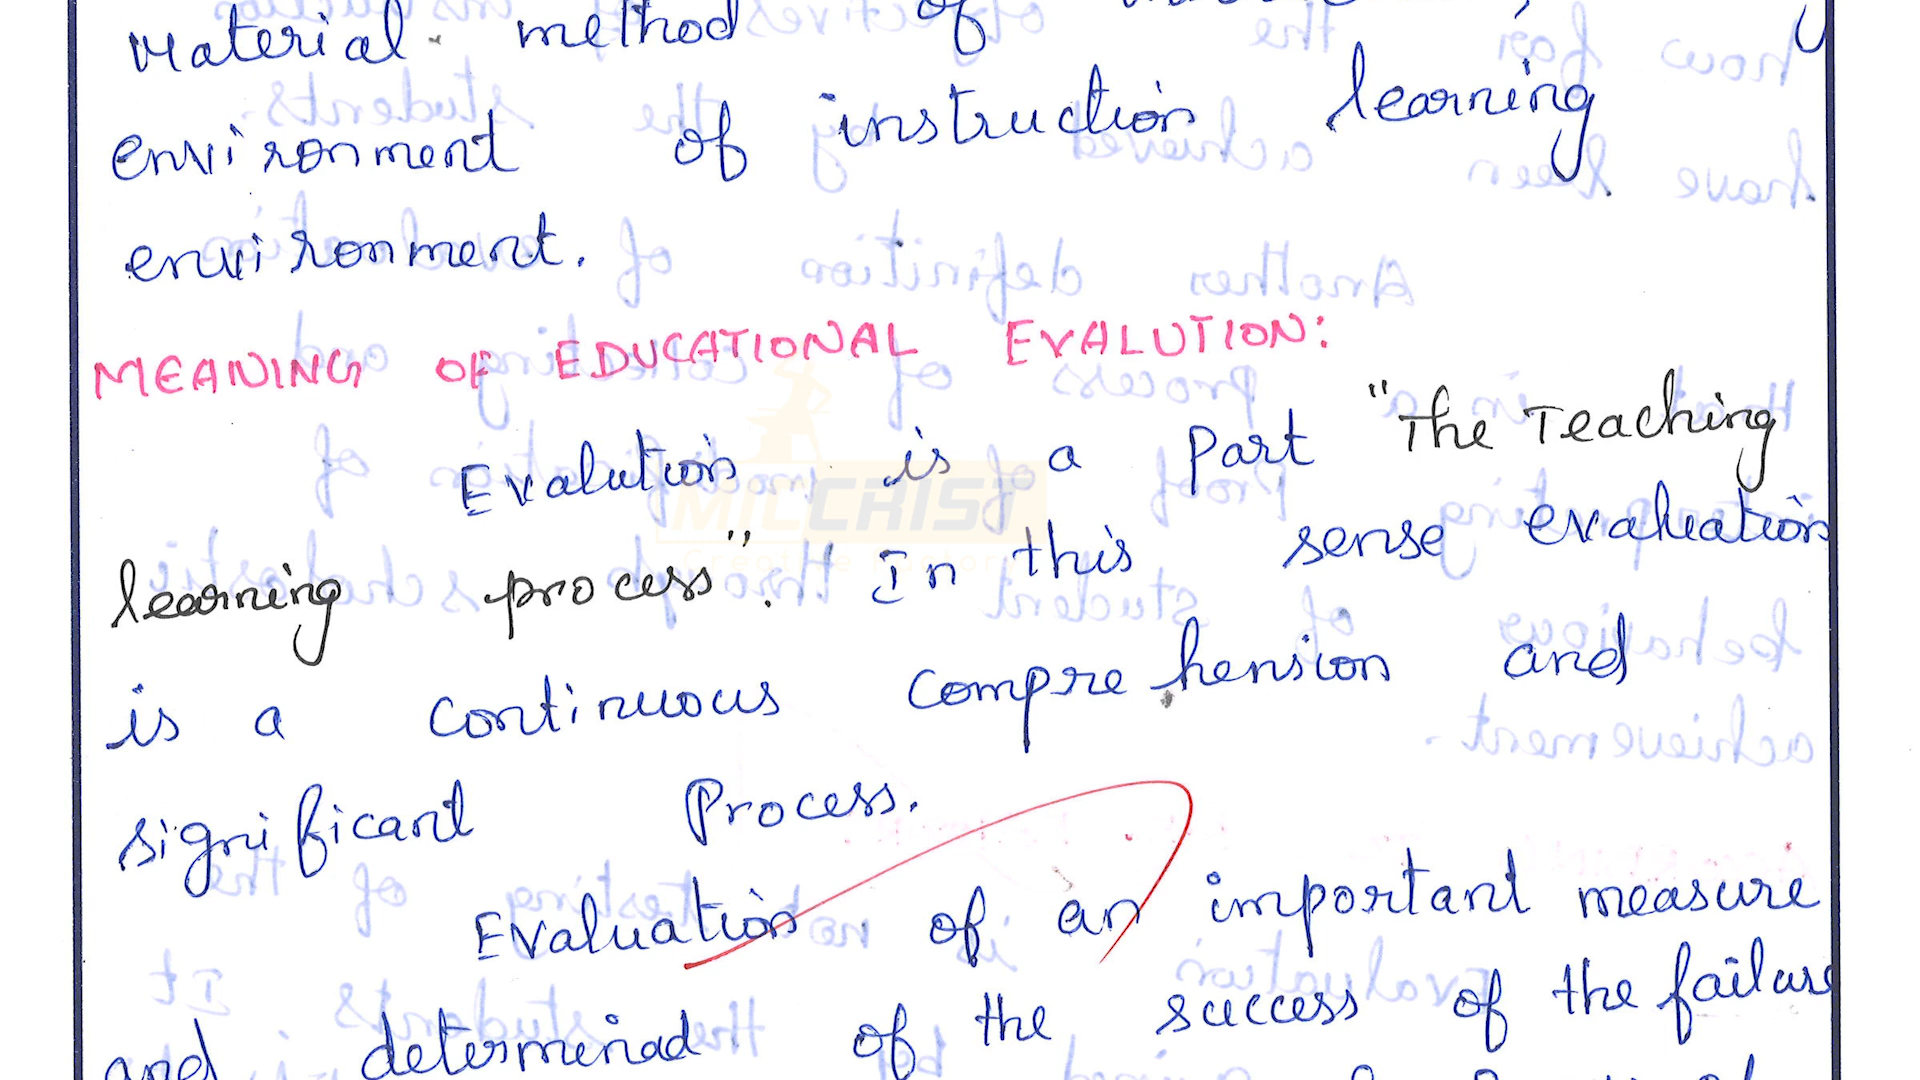 Material method of
environment of instruction learning
environment.
MEANING OF EDUCATIONAL EVALUTION:
Evalution is a Part "The Teaching
learning process". In this sense evaluation
is a continuous comprehension and
significant Process.
Evaluation of an important measure
and determinad of the success of the failure
MICCRIST